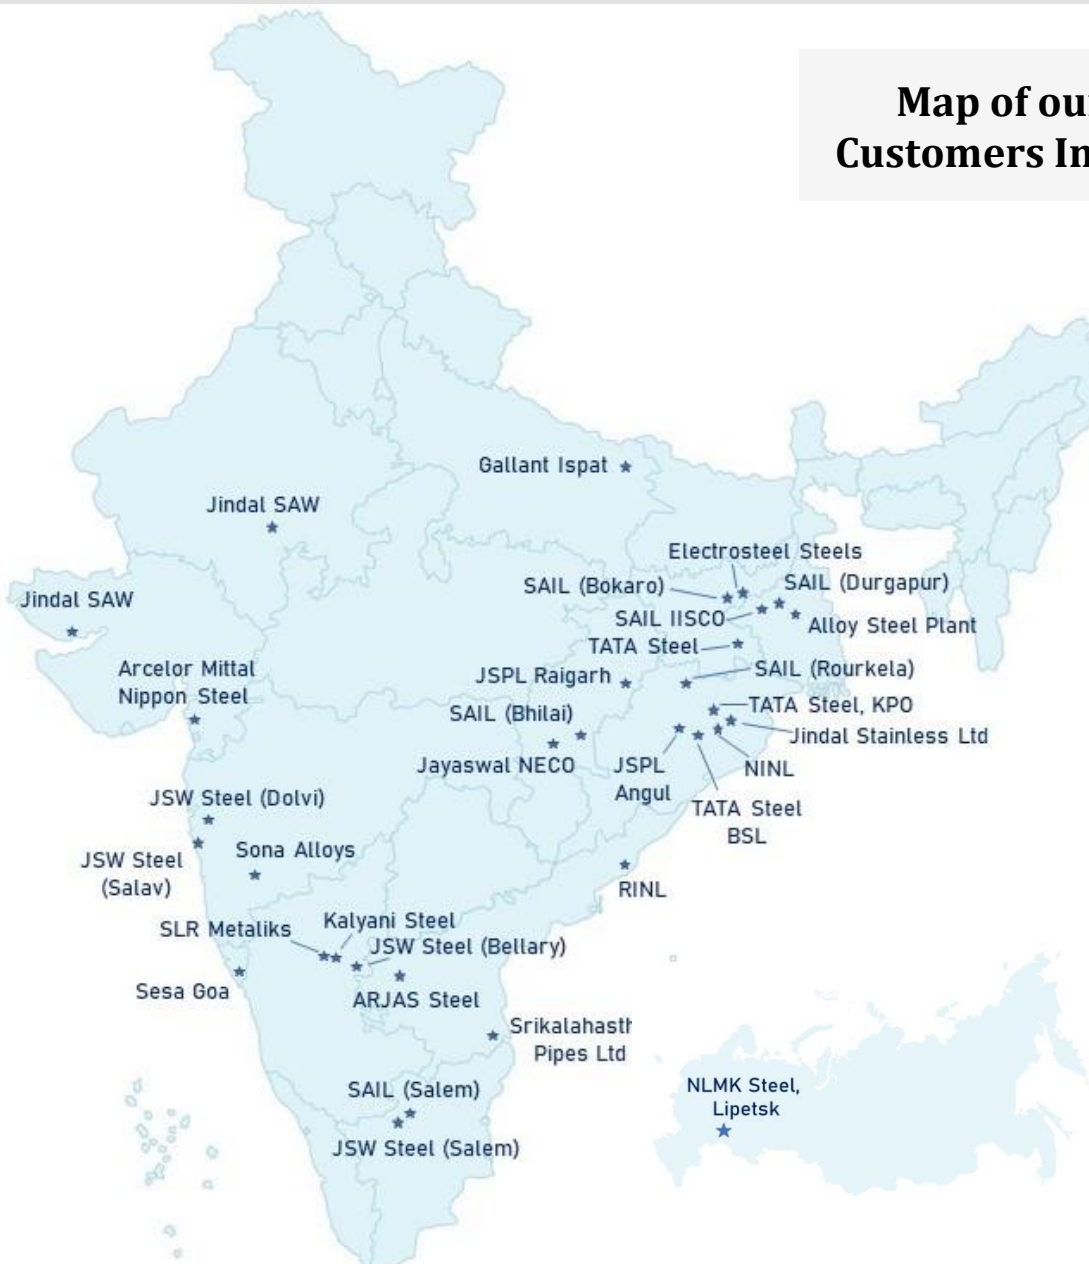 Map of our
Customers In
Gallant Ispat
Jindal SAW
Electrosteel Steels
SAIL (Bokaro)
SAIL (Durgapur)
Jindal SAW
SAIL IISCO
Alloy Steel Plant
TATA Steel
Arcelor Mittal
Nippon Steel
JSPL Raigarh
SAIL (Rourkela)
SAIL (Bhilai)
TATA Steel, KPO
Jindal Stainless Ltd
Jayaswal NECO
JSPL
Angul
NINL
TATA Steel
BSL
JSW Steel (Dolvi)
JSW Steel
(Salav)
Sona Alloys
RINL
SLR Metaliks
Kalyani Steel
JSW Steel (Bellary)
Sesa Goa
ARJAS Steel
Srikalahasth
Pipes Ltd
SAIL (Salem)
JSW Steel (Salem)
NLMK Steel,
Lipetsk